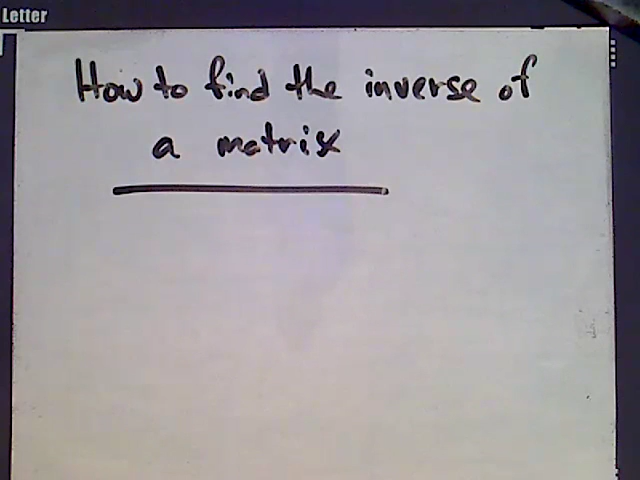 Letter
How to find the inverse of
a matrix